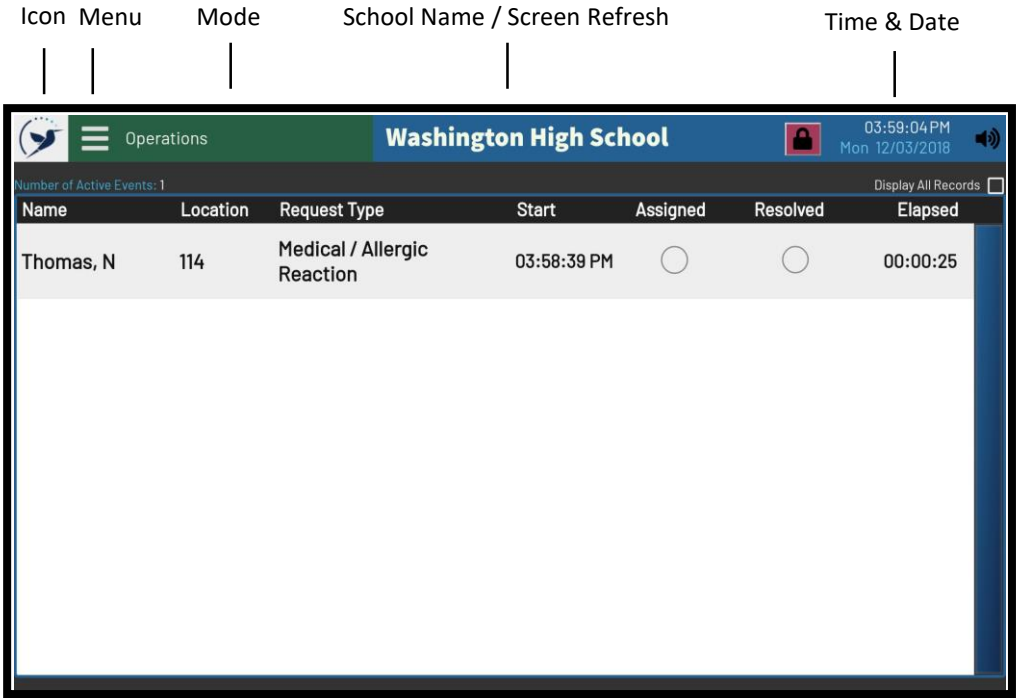 Icon Menu Mode School Name / Screen Refresh Time & Date
Operations Washington High School 03:59:04 PM
Mon 12/03/2018
Number of Active Events: 1 Display All Records
Name Location Request Type Start Assigned Resolved Elapsed
Thomas, N 114 Medical / Allergic 03:58:39 PM 00:00:25
Reaction